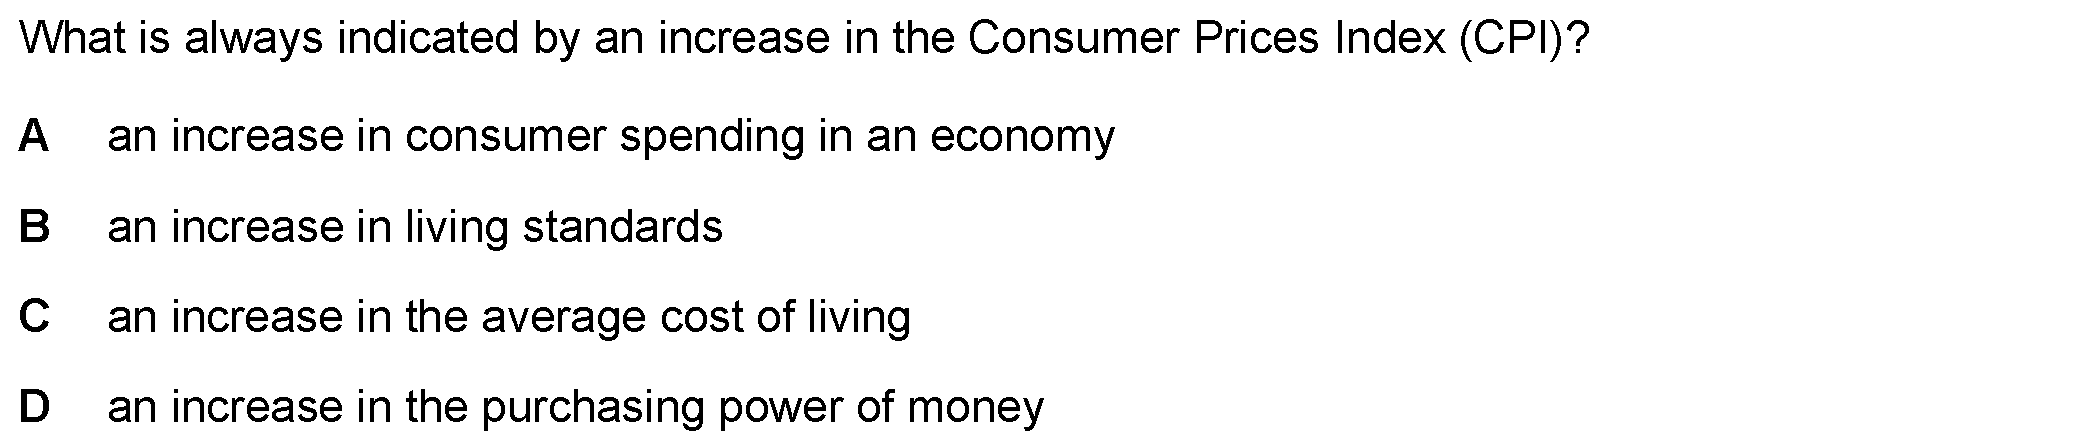 What is always indicated by an increase in the Consumer Prices Index (CPI)?
A an increase in consumer spending in an economy
B an increase in living standards
C an increase in the average cost of living
D an increase in the purchasing power of money